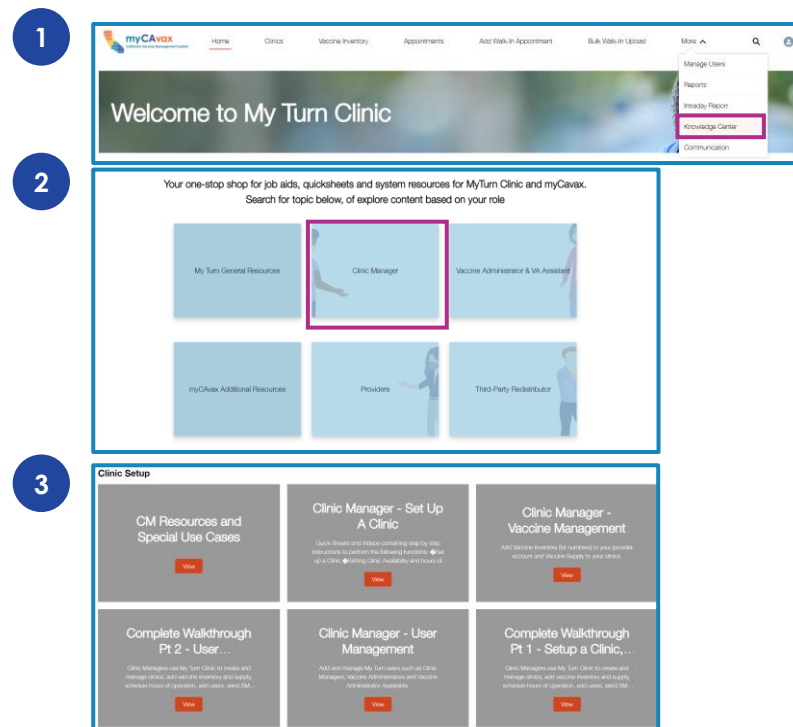 1
myCAvax
Home Clinics Vaccine Inventory Appointments Add Walk-In Appointment Bulk Walk-In Upload More
Manage Users
Reports
Intraday Report
Knowledge Center
Communication
Welcome to My Turn Clinic
2
Your one-stop shop for job aids, quicksheets and system resources for MyTurn Clinic and myCavax.
Search for topic below, of explore content based on your role
My Turn General Resources Clinic Manager Vaccine Administrator & VA Assistant
myCAvax Additional Resources Providers Third-Party Redistributor
3
Clinic Setup
CM Resources and
Special Use Cases
View
Clinic Manager - Set Up
A Clinic
Quick Sheets and Videos containing step by step
instructions to perform the following functions: �Set
up a Clinic �Setting Clinic Availability and hours of...
View
Clinic Manager -
Vaccine Management
Add Vaccine Inventory (lot numbers) to your provider
account and Vaccine Supply to your clinics.
View
Complete Walkthrough
Pt 2 - User...
Clinic Managers use My Turn Clinic to create and
manage clinics, add vaccine inventory and supply,
schedule hours of operation, add users, send SM...
View
Clinic Manager - User
Management
Add and manage My Turn users such as Clinic
Managers, Vaccine Administrators and Vaccine
Administrators Assistants.
View
Complete Walkthrough
Pt 1 - Setup a Clinic,...
Clinic Managers use My Turn Clinic to create and
manage clinics, add vaccine inventory and supply,
schedule hours of operation, add users, send SM...
View